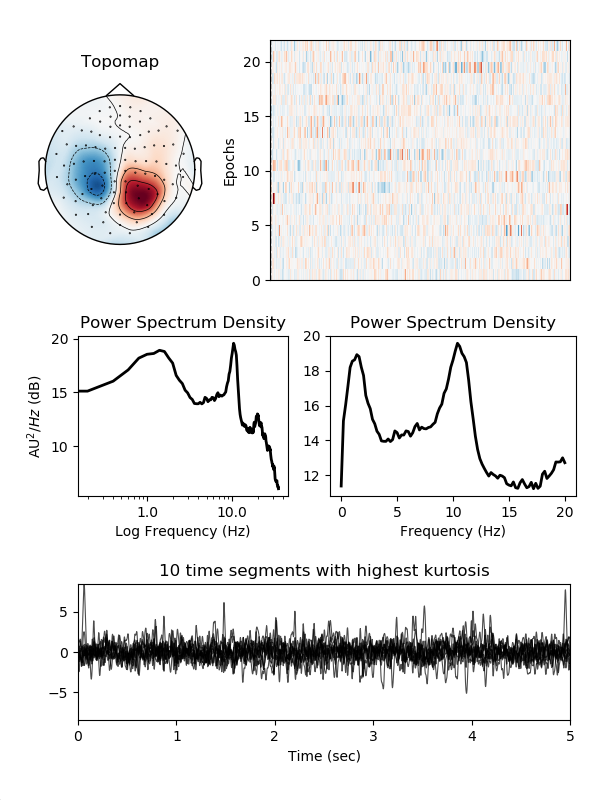 Topomap
Epochs
20
15
10
5
0
Power Spectrum Density
AU²/Hz (dB)
20
15
10
1.0 10.0
Log Frequency (Hz)
Power Spectrum Density
20
18
16
14
12
0 5 10 15 20
Frequency (Hz)
10 time segments with highest kurtosis
5
0
−5
0 1 2 3 4 5
Time (sec)